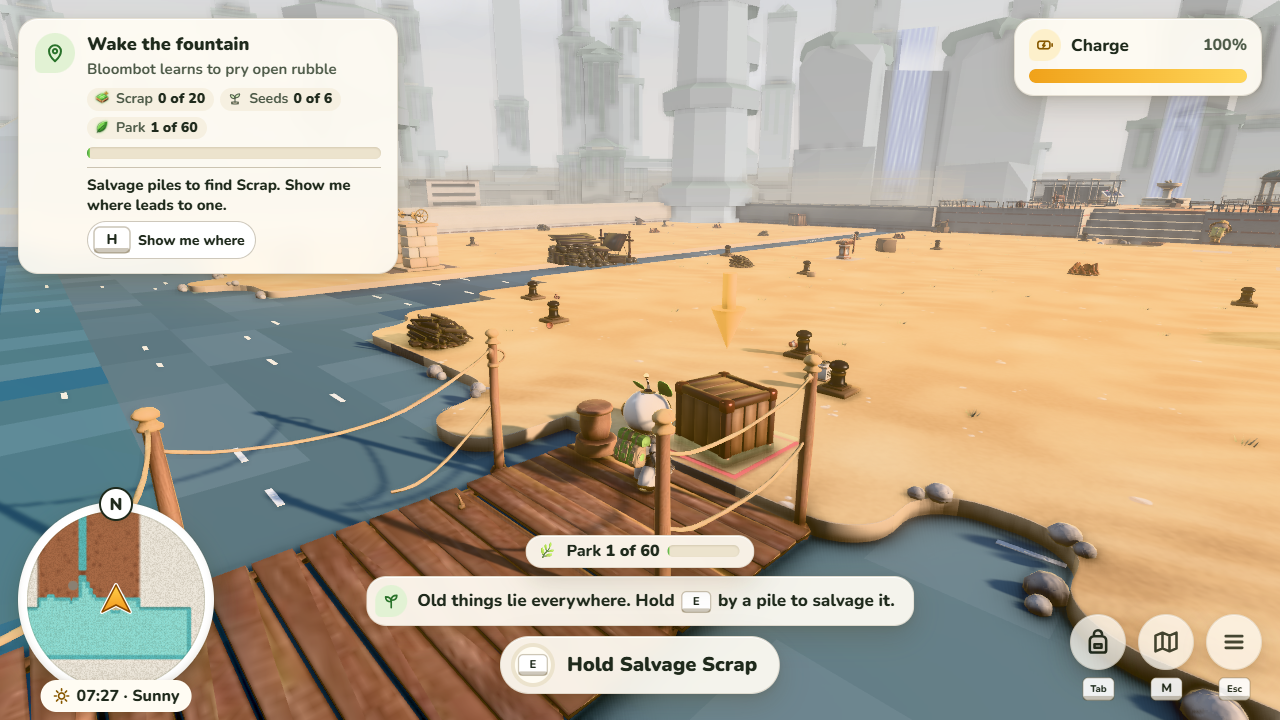 Wake the fountain
Bloombot learns to pry open rubble
Scrap 0 of 20 Seeds 0 of 6
Park 1 of 60
Salvage piles to find Scrap. Show me
where leads to one.
H Show me where
Charge 100%
N
07:27 · Sunny
Park 1 of 60
Old things lie everywhere. Hold E by a pile to salvage it.
E Hold Salvage Scrap
Tab M Esc